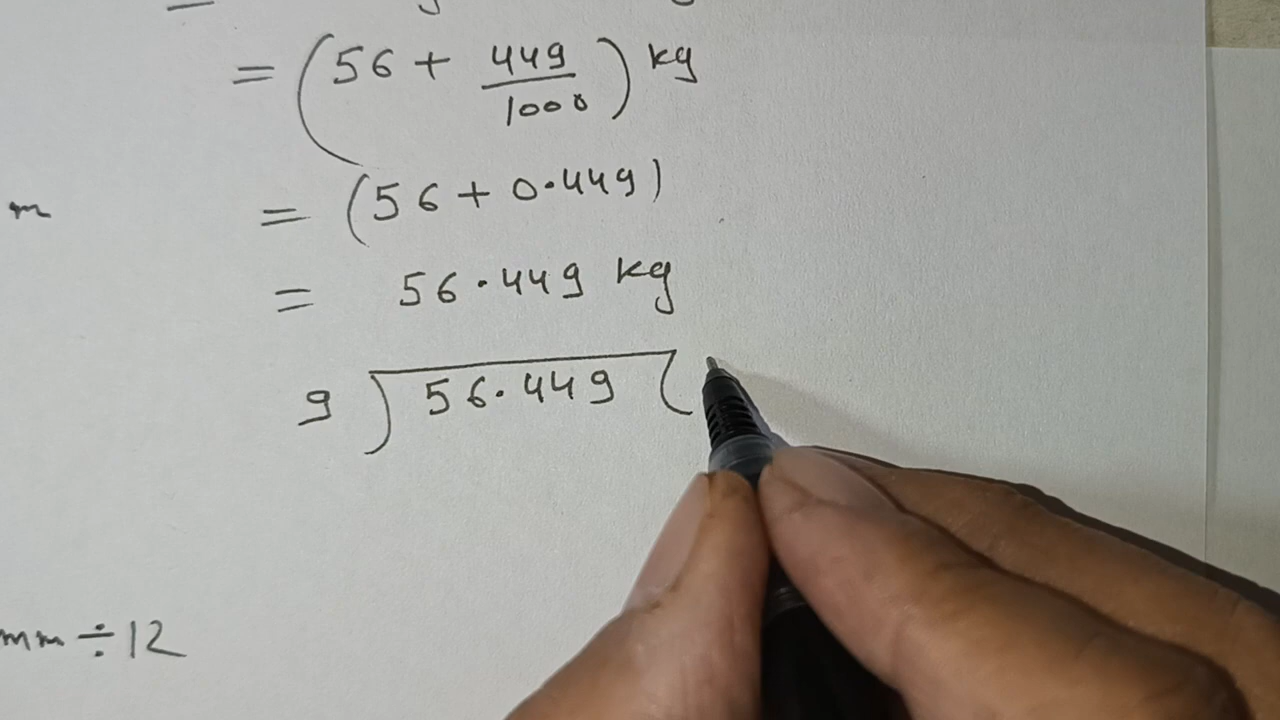 = (56 + 449/1000) kg
m
= (56 + 0.449)
= 56.449 kg
9 ) 56.449 (
mm ÷ 12